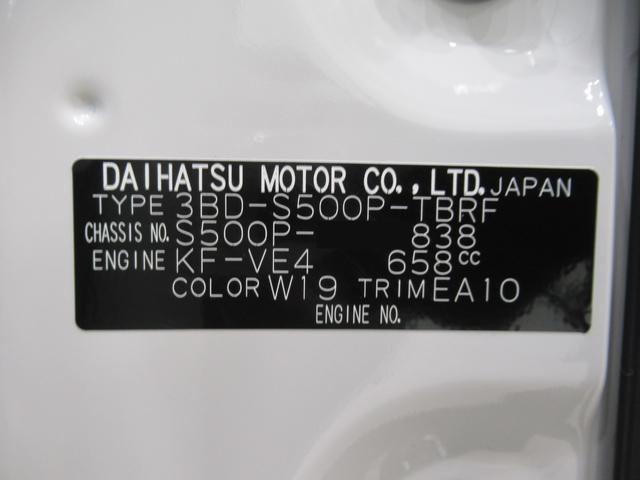 DAIHATSU MOTOR CO., LTD. JAPAN
TYPE 3BD-S500P-TBRF
CHASSIS NO. S500P- 838
ENGINE KF-VE4 658cc
COLOR W19 TRIM EA10
ENGINE NO.